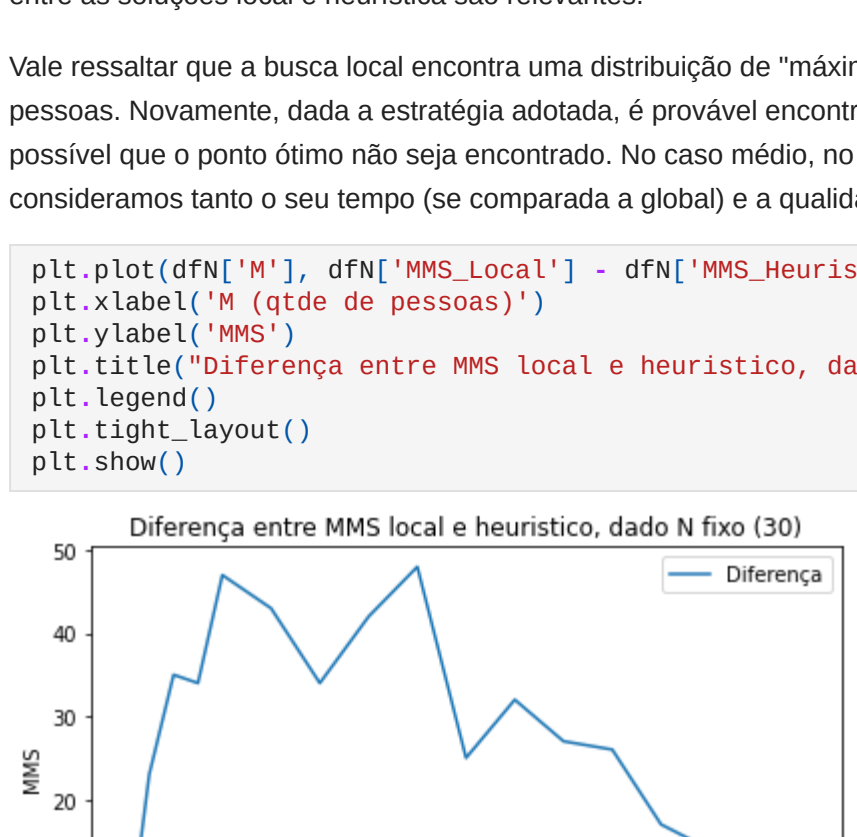 entre as soluções local e heurística são relevantes.
Vale ressaltar que a busca local encontra uma distribuição de "máxin
pessoas. Novamente, dada a estratégia adotada, é provável encontr
possível que o ponto ótimo não seja encontrado. No caso médio, no
consideramos tanto o seu tempo (se comparada a global) e a qualida
plt.plot(dfN['M'], dfN['MMS_Local'] - dfN['MMS_Heuris
plt.xlabel('M (qtde de pessoas)')
plt.ylabel('MMS')
plt.title("Diferença entre MMS local e heuristico, da
plt.legend()
plt.tight_layout()
plt.show()
Diferença entre MMS local e heuristico, dado N fixo (30)
50
Diferença
40
30
MMS
20